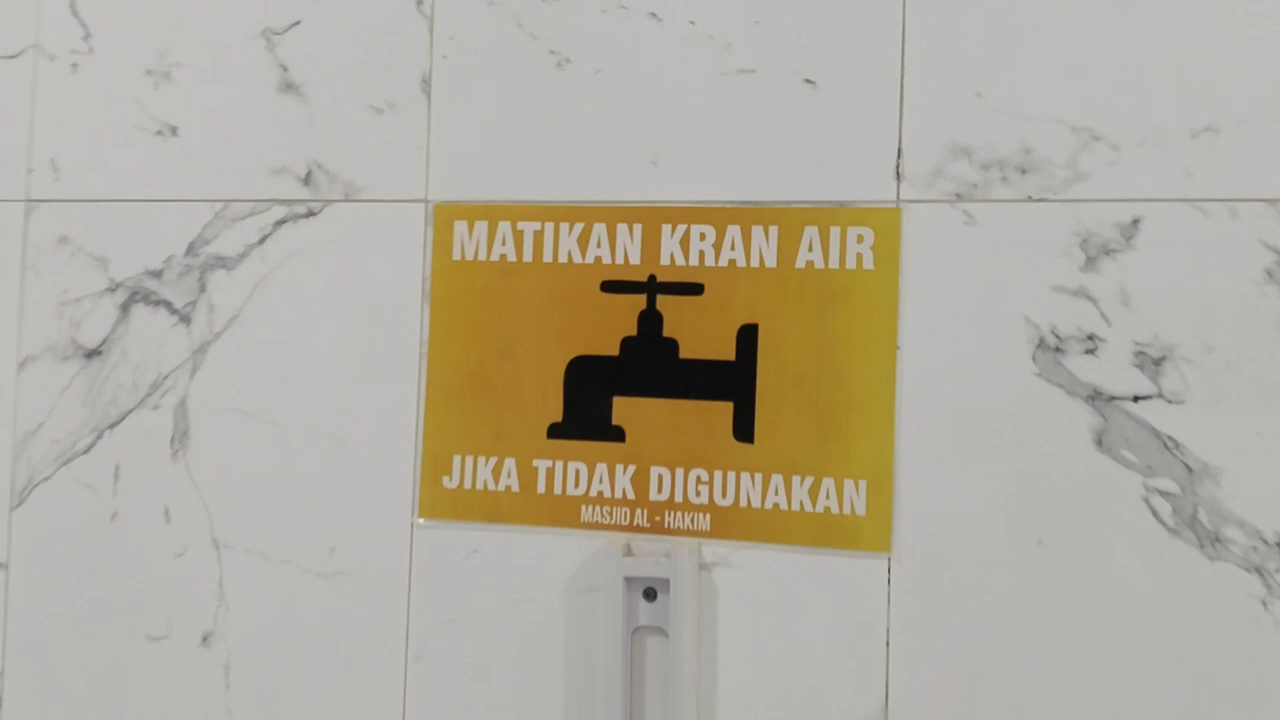 MATIKAN KRAN AIR
JIKA TIDAK DIGUNAKAN
MASJID AL - HAKIM